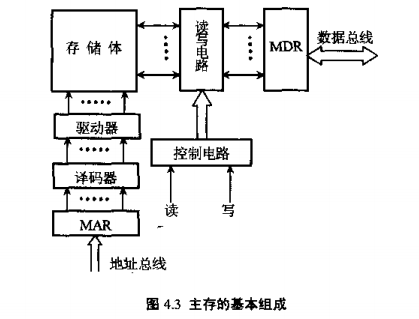 存储体
读写电路
MDR
数据总线
驱动器
控制电路
译码器
读
写
MAR
地址总线
图 4.3 主存的基本组成